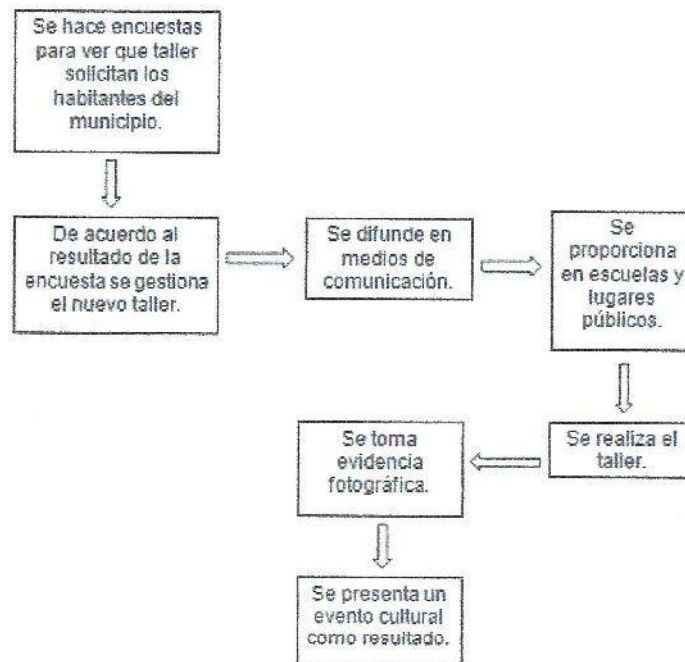 Se hace encuestas
para ver que taller
solicitan los
habitantes del
municipio.
De acuerdo al
resultado de la
encuesta se gestiona
el nuevo taller.
Se difunde en
medios de
comunicación.
Se
proporciona
en escuelas y
lugares
públicos.
Se realiza el
taller.
Se toma
evidencia
fotográfica.
Se presenta un
evento cultural
como resultado.